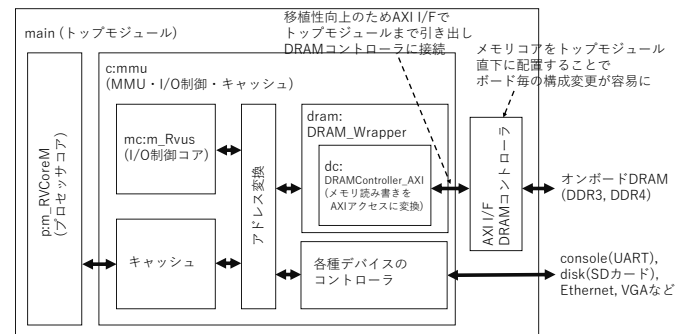 移植性向上のためAXI I/Fで
トップモジュールまで引き出し
DRAMコントローラに接続
メモリコアをトップモジュール
直下に配置することで
ボード毎の構成変更が容易に
main (トップモジュール)
p:m_RVCoreM
(プロセッサコア)
c:mmu
(MMU・I/O制御・キャッシュ)
mc:m_Rvus
(I/O制御コア)
キャッシュ
アドレス変換
dram:
DRAM_Wrapper
dc:
DRAMController_AXI
(メモリ読み書きを
AXIアクセスに変換)
各種デバイスの
コントローラ
AXI I/F
DRAMコントローラ
オンボードDRAM
(DDR3, DDR4)
console(UART),
disk(SDカード),
Ethernet, VGAなど